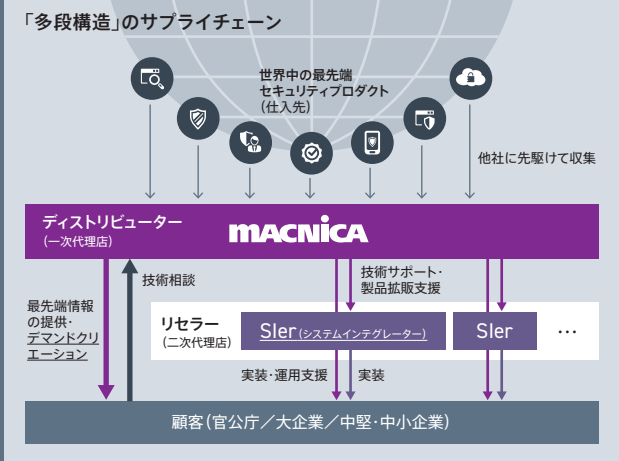 「多段構造」のサプライチェーン
世界中の最先端
セキュリティプロダクト
(仕入先)
他社に先駆けて収集
ディストリビューター
(一次代理店)
MACNICA
技術相談
技術サポート・
製品拡販支援
最先端情報
の提供・
デマンドクリ
エーション
リセラー
(二次代理店)
SIer(システムインテグレーター)
SIer
…
実装・運用支援
実装
顧客(官公庁／大企業／中堅・中小企業)